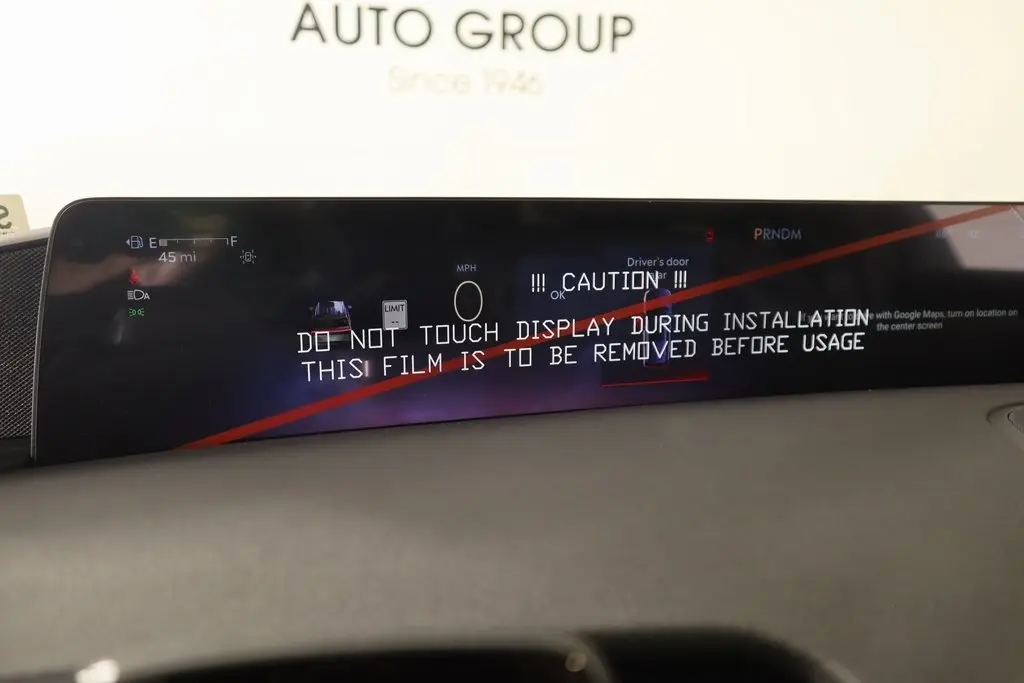 AUTO GROUP
Since 1946
E F
45 mi
PRNDM
MPH
0
Driver's door
OK
LIMIT
--
with Google Maps, turn on location on
the center screen
!!! CAUTION !!!
DO NOT TOUCH DISPLAY DURING INSTALLATION
THIS FILM IS TO BE REMOVED BEFORE USAGE